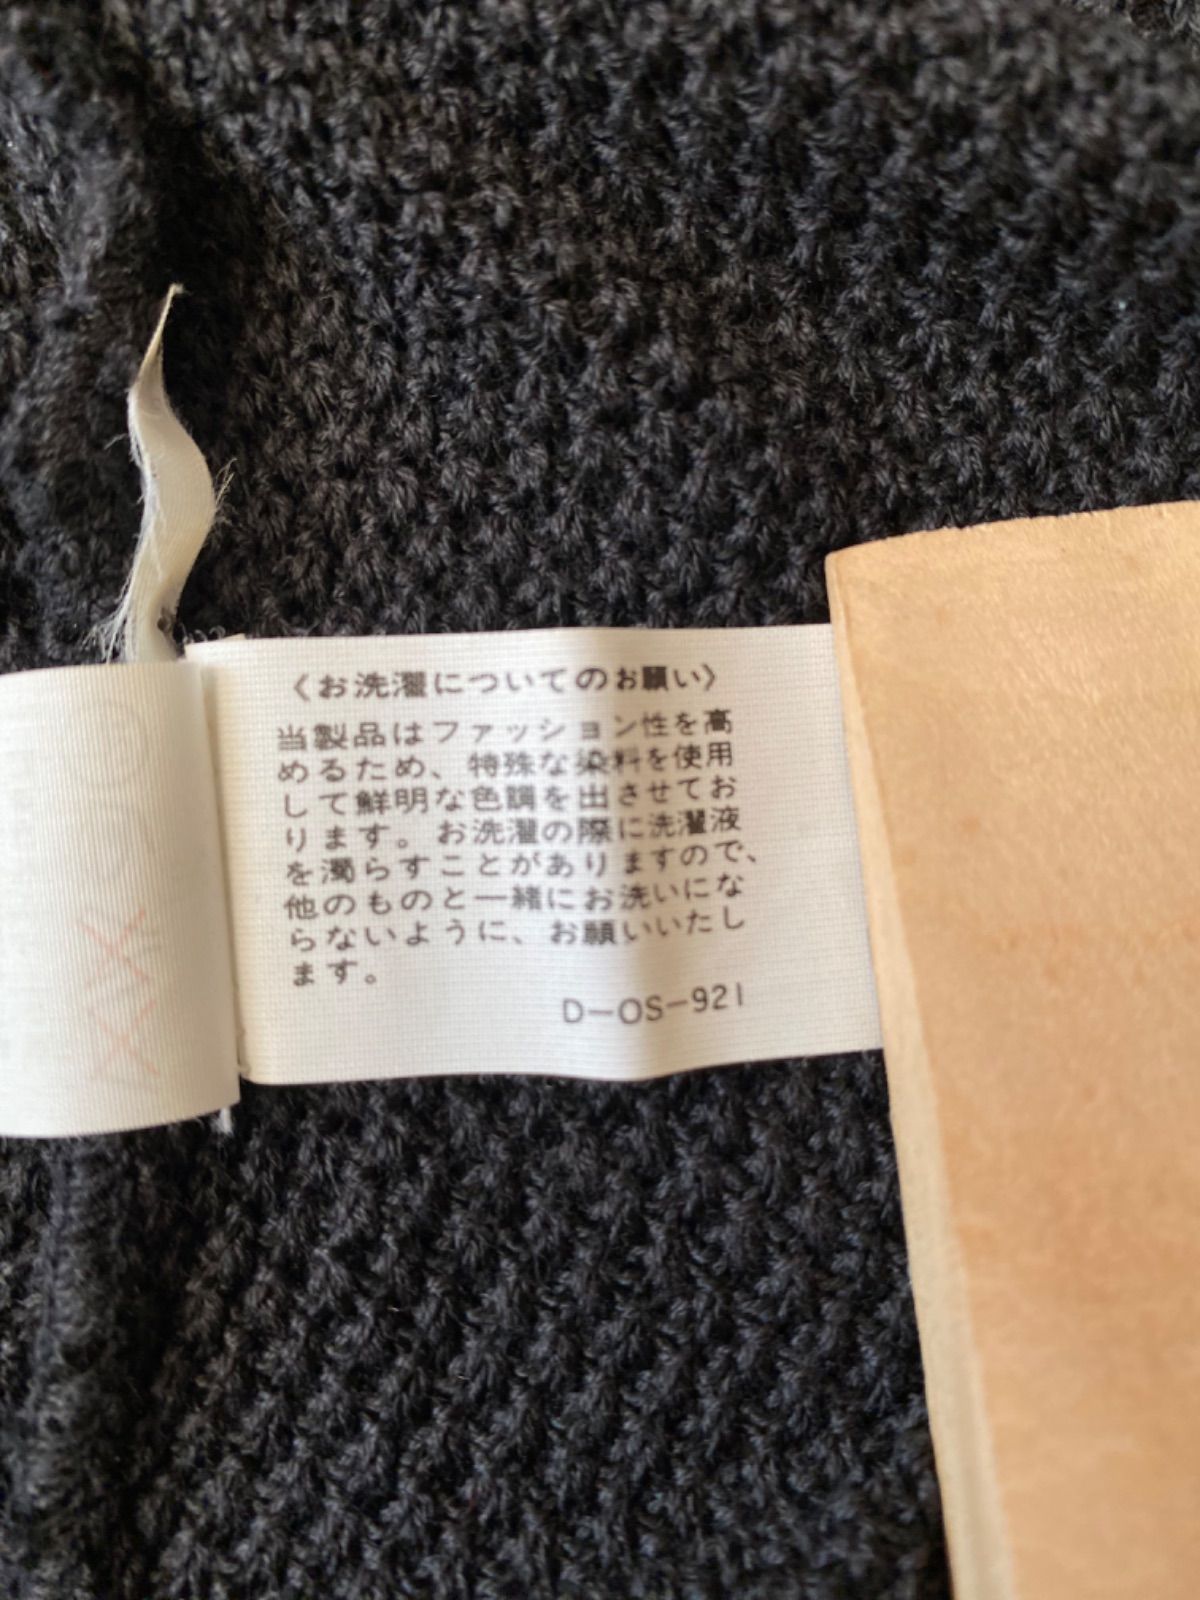 〈お洗濯についてのお願い〉
当製品はファッション性を高
めるため、特殊な染料を使用
して鮮明な色調を出させてお
ります。お洗濯の際に洗濯液
を濁らすことがありますので、
他のものと一緒にお洗いにな
らないように、お願いいたし
ます。
D-OS-921